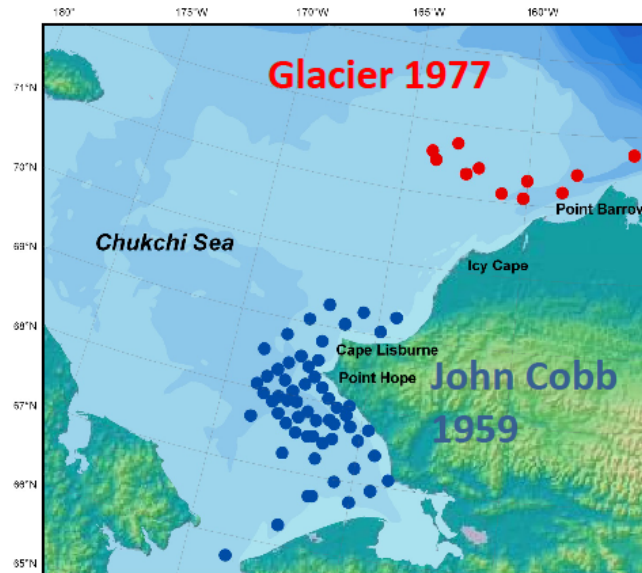 180°
175°W
170°W
165°W
160°W
71°N
Glacier 1977
70°N
Point Barrow
69°N
Chukchi Sea
Icy Cape
68°N
Cape Lisburne
Point Hope
John Cobb
1959
67°N
66°N
65°N